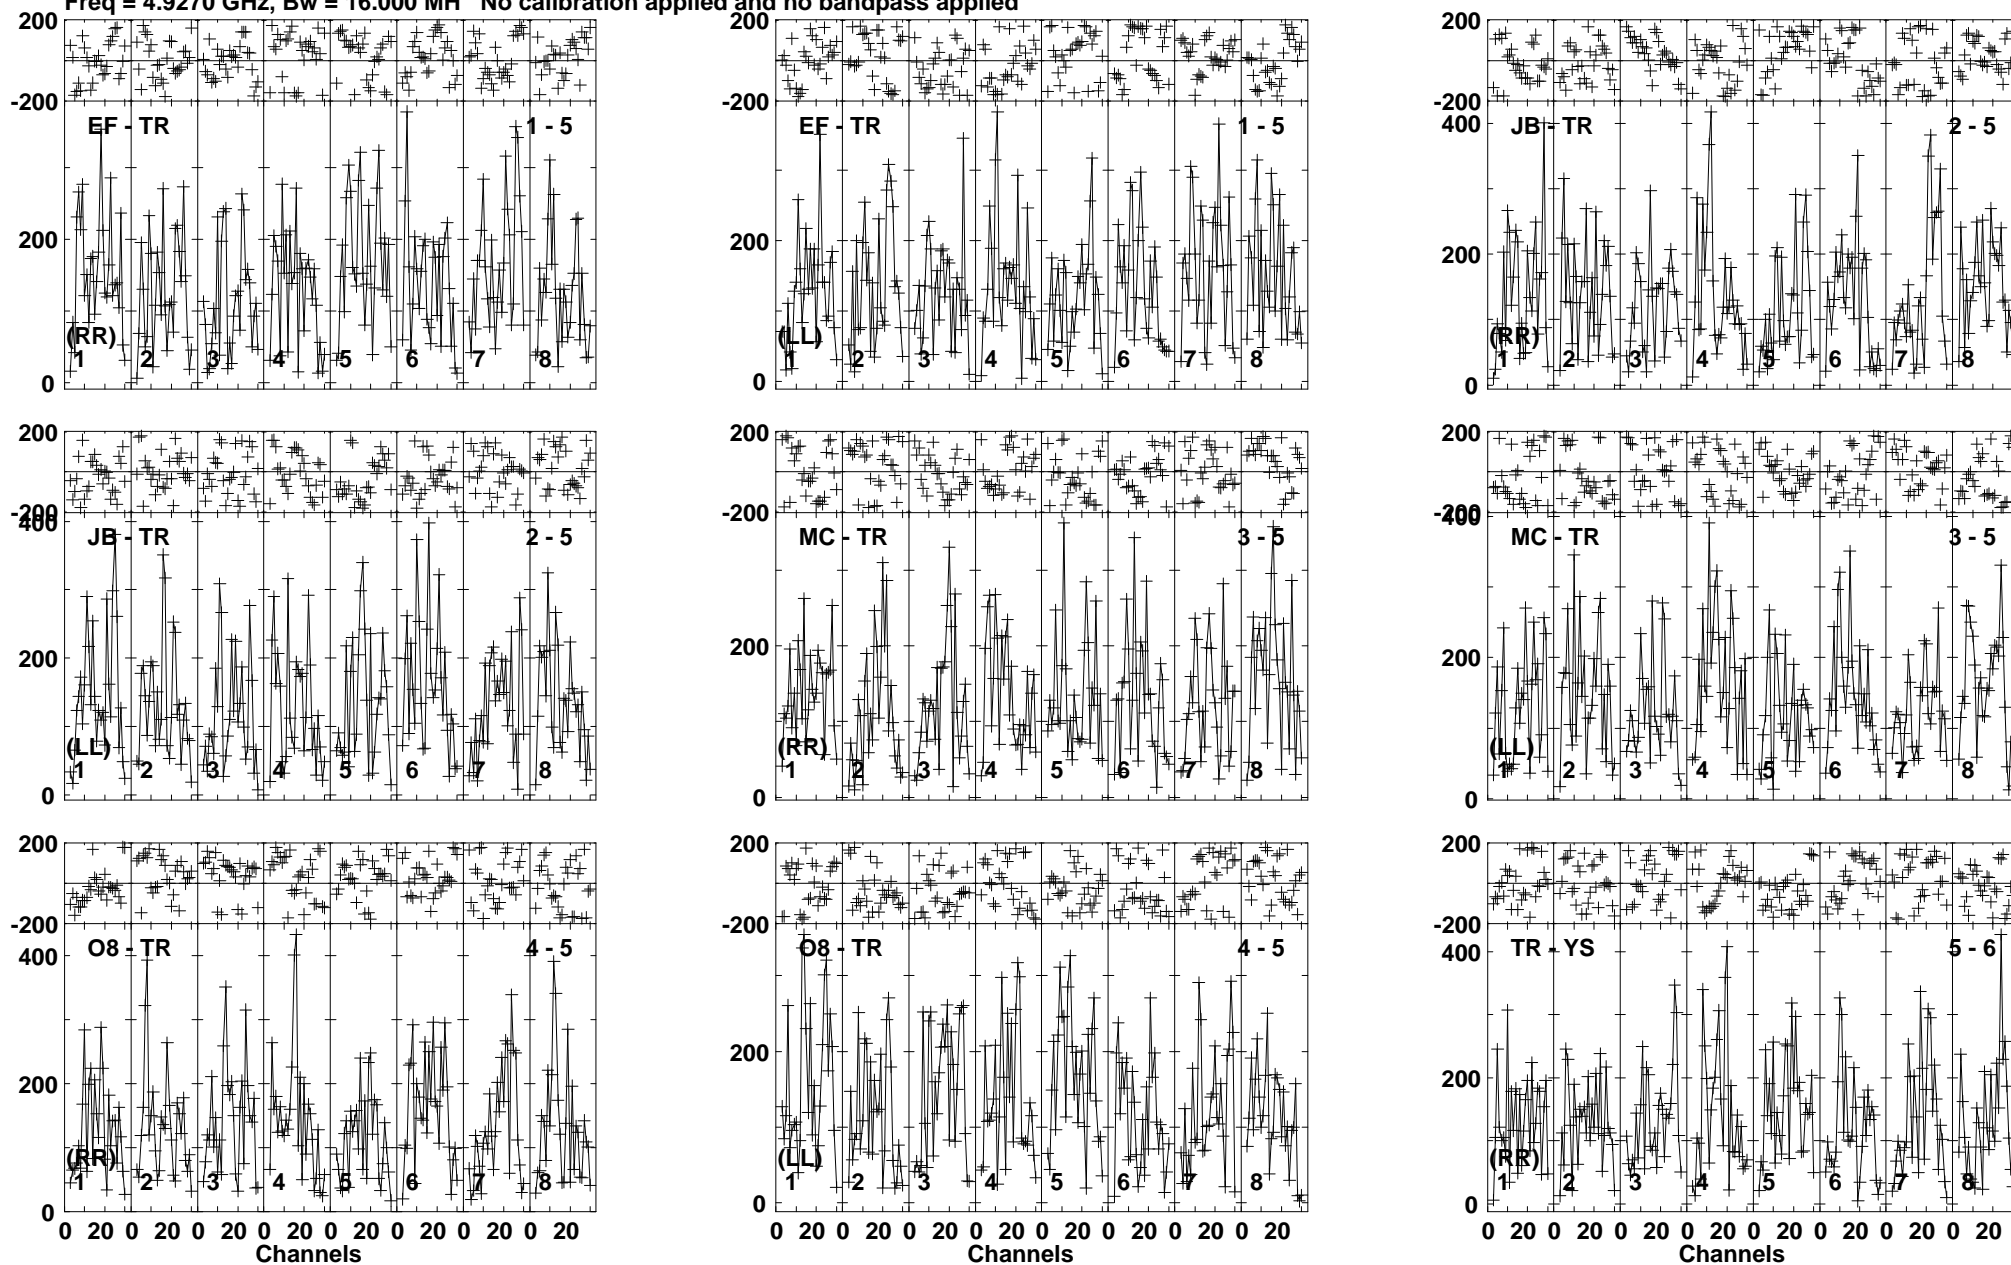 Freq = 4.9270 GHz, Bw = 16.000 MH No calibration applied and no bandpass applied
200 200 200
-200 -200 -200
EF - TR 1 - 5 EF - TR 1 - 5 JB - TR 2 - 5
400
200 200 200
(RR) (LL) (RR)
1 2 3 4 5 6 7 8 1 2 3 4 5 6 7 8 1 2 3 4 5 6 7 8
0 0 0
200 200 200
-200 -200 -200
400 400
JB - TR 2 - 5 MC - TR 3 - 5 MC - TR 3 - 5
200 200 200
(LL) (RR) (LL)
1 2 3 4 5 6 7 8 1 2 3 4 5 6 7 8 1 2 3 4 5 6 7 8
0 0 0
200 200 200
-200 -200 -200
O8 - TR 4 - 5 O8 - TR 4 - 5 TR - YS 5 - 6
400 400
200 200 200
(RR) (LL) (RR)
1 2 3 4 5 6 7 8 1 2 3 4 5 6 7 8 1 2 3 4 5 6 7 8
0 0 0
0 20 0 20 0 20 0 20 0 20 0 20 0 20 0 20 0 20 0 20 0 20 0 20 0 20 0 20 0 20 0 20 0 20 0 20 0 20 0 20 0 20 0 20 0 20 0 20
Channels Channels Channels